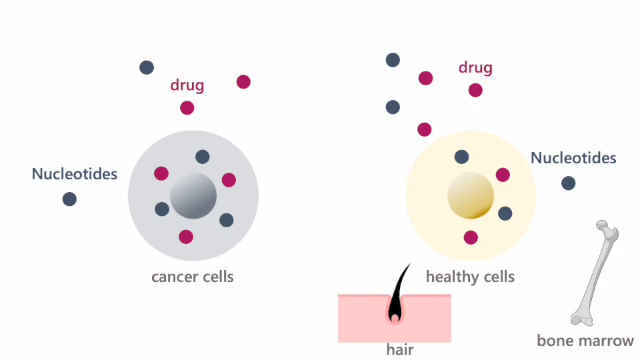 drug
Nucleotides
cancer cells
drug
Nucleotides
healthy cells
hair
bone marrow